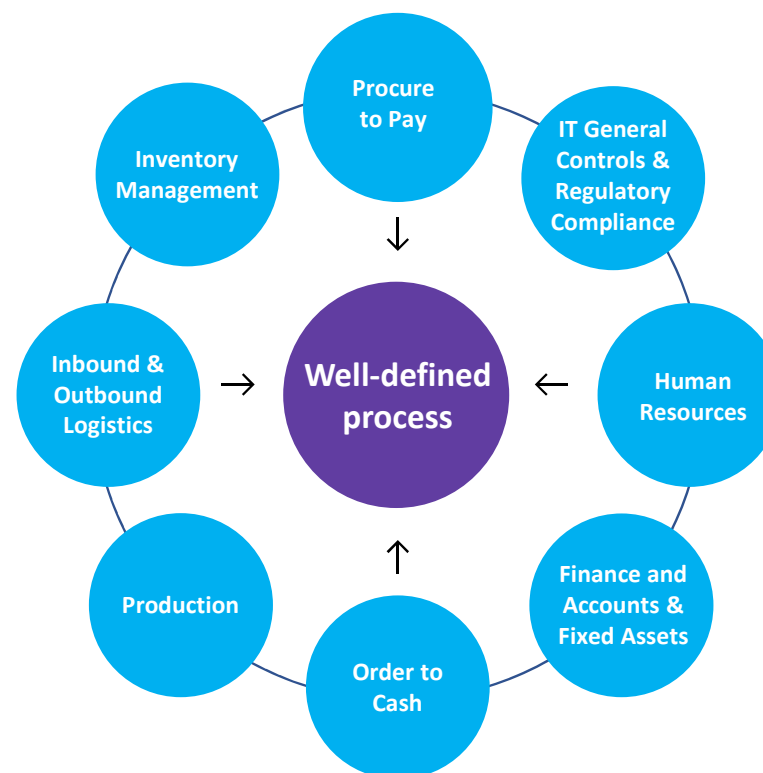 Procure
to Pay
IT General
Controls &
Regulatory
Compliance
Inventory
Management
Well-defined
process
Inbound &
Outbound
Logistics
Human
Resources
Production
Finance and
Accounts &
Fixed Assets
Order to
Cash